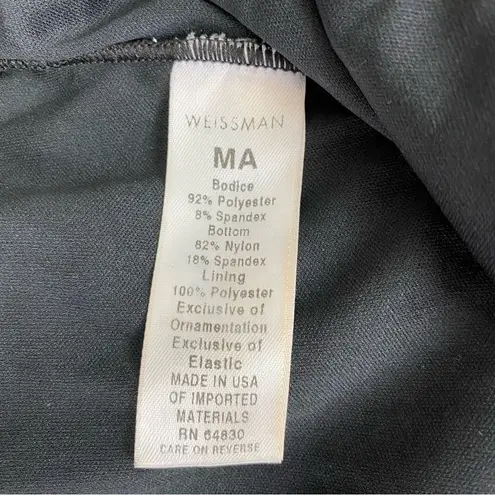 WEISSMAN
MA
Bodice
92% Polyester
8% Spandex
Bottom
82% Nylon
18% Spandex
Lining
100% Polyester
Exclusive of
Ornamentation
Exclusive of
Elastic
MADE IN USA
OF IMPORTED
MATERIALS
RN 64830
CARE ON REVERSE